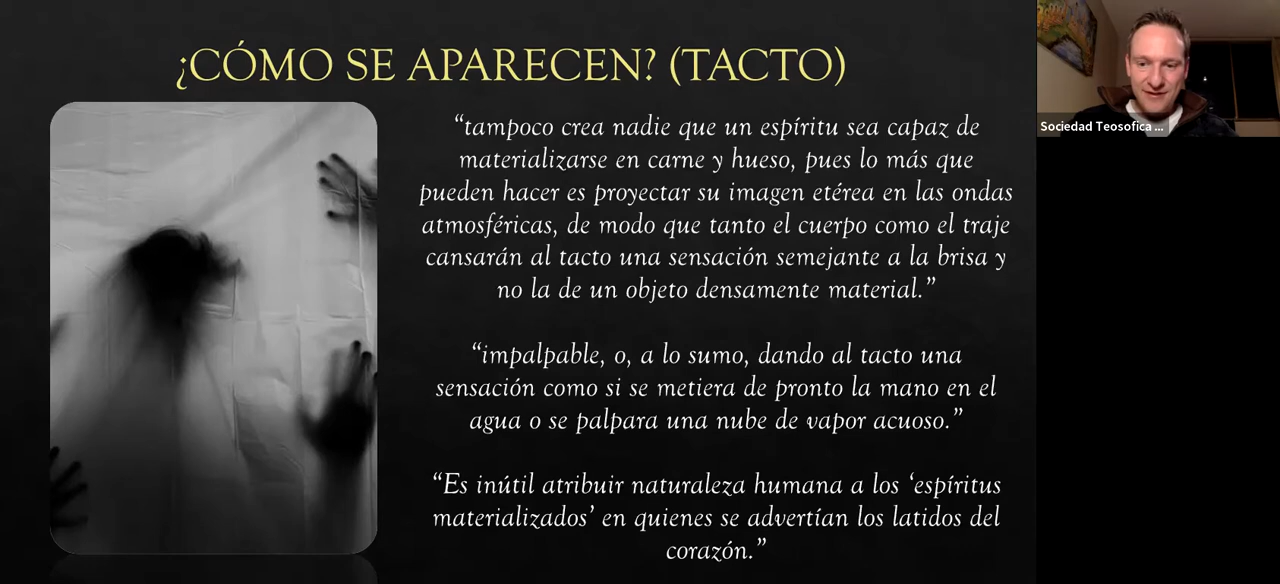 ¿CÓMO SE APARECEN? (TACTO)
“tampoco crea nadie que un espíritu sea capaz de
materializarse en carne y hueso, pues lo más que
pueden hacer es proyectar su imagen etérea en las ondas
atmosféricas, de modo que tanto el cuerpo como el traje
cansarán al tacto una sensación semejante a la brisa y
no la de un objeto densamente material.”
“impalpable, o, a lo sumo, dando al tacto una
sensación como si se metiera de pronto la mano en el
agua o se palpara una nube de vapor acuoso.”
“Es inútil atribuir naturaleza humana a los ‘espíritus
materializados’ en quienes se advertían los latidos del
corazón.”
Sociedad Teosofica ...